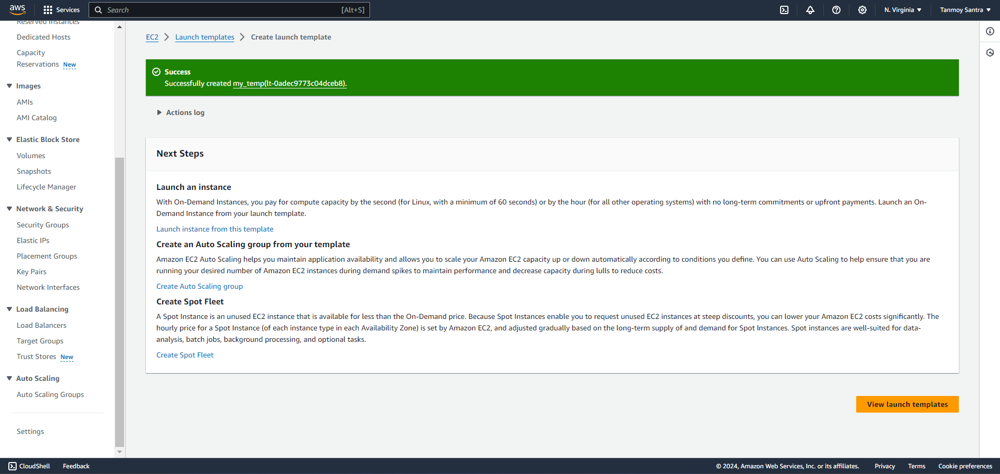 aws
Services
Search
[Alt+S]
N. Virginia
Tanmoy Santra
Reserved Instances
Dedicated Hosts
Capacity
Reservations New
Images
AMIs
AMI Catalog
Elastic Block Store
Volumes
Snapshots
Lifecycle Manager
Network & Security
Security Groups
Elastic IPs
Placement Groups
Key Pairs
Network Interfaces
Load Balancing
Load Balancers
Target Groups
Trust Stores New
Auto Scaling
Auto Scaling Groups
Settings
EC2 > Launch templates > Create launch template
Success
Successfully created my_temp(lt-0adec9773c04dceb8).
Actions log
Next Steps
Launch an instance
With On-Demand Instances, you pay for compute capacity by the second (for Linux, with a minimum of 60 seconds) or by the hour (for all other operating systems) with no long-term commitments or upfront payments. Launch an On-
Demand Instance from your launch template.
Launch instance from this template
Create an Auto Scaling group from your template
Amazon EC2 Auto Scaling helps you maintain application availability and allows you to scale your Amazon EC2 capacity up or down automatically according to conditions you define. You can use Auto Scaling to help ensure that you are
running your desired number of Amazon EC2 instances during demand spikes to maintain performance and decrease capacity during lulls to reduce costs.
Create Auto Scaling group
Create Spot Fleet
A Spot Instance is an unused EC2 instance that is available for less than the On-Demand price. Because Spot Instances enable you to request unused EC2 instances at steep discounts, you can lower your Amazon EC2 costs significantly. The
hourly price for a Spot Instance (of each instance type in each Availability Zone) is set by Amazon EC2, and adjusted gradually based on the long-term supply of and demand for Spot Instances. Spot instances are well-suited for data-
analysis, batch jobs, background processing, and optional tasks.
Create Spot Fleet
View launch templates
CloudShell
Feedback
© 2024, Amazon Web Services, Inc. or its affiliates.
Privacy
Terms
Cookie preferences